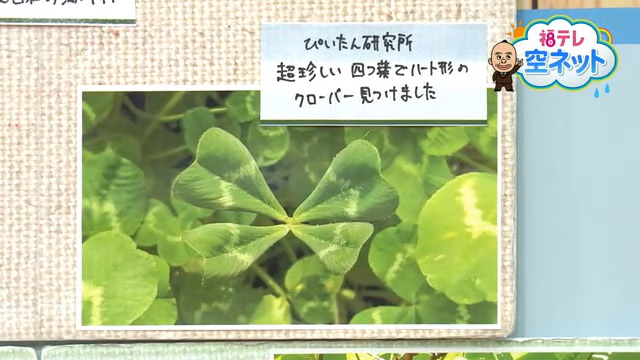 ぴいたん研究所
超珍しい 四つ葉でハート形の
クローバー見つけました
福テレ
空ネット